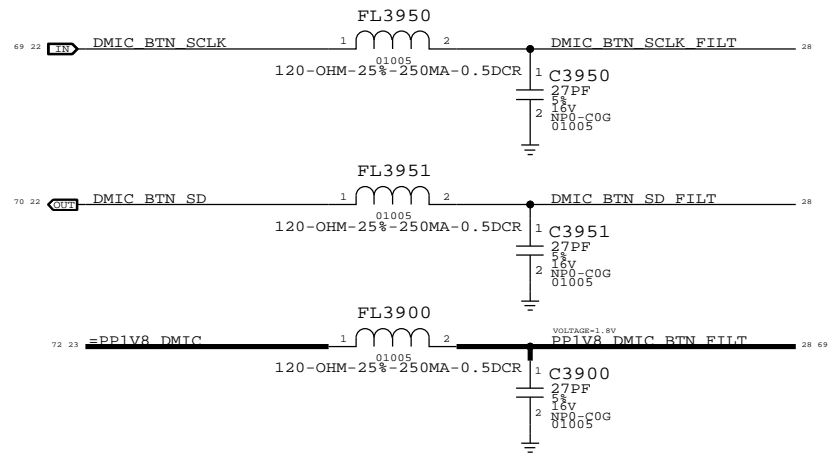 FL3950
69 22 IN DMIC_BTN_SCLK 1 2 DMIC_BTN_SCLK_FILT 28
01005
120-OHM-25%-250MA-0.5DCR
1 C3950
27PF
5%
16V
2 NP0-C0G
01005
FL3951
70 22 OUT DMIC_BTN_SD 1 2 DMIC_BTN_SD_FILT 28
01005
120-OHM-25%-250MA-0.5DCR
1 C3951
27PF
5%
16V
2 NP0-C0G
01005
FL3900
VOLTAGE=1.8V
72 23 =PP1V8_DMIC 1 2 PP1V8_DMIC_BTN_FILT 28 69
01005
120-OHM-25%-250MA-0.5DCR
1 C3900
27PF
5%
16V
2 NP0-C0G
01005